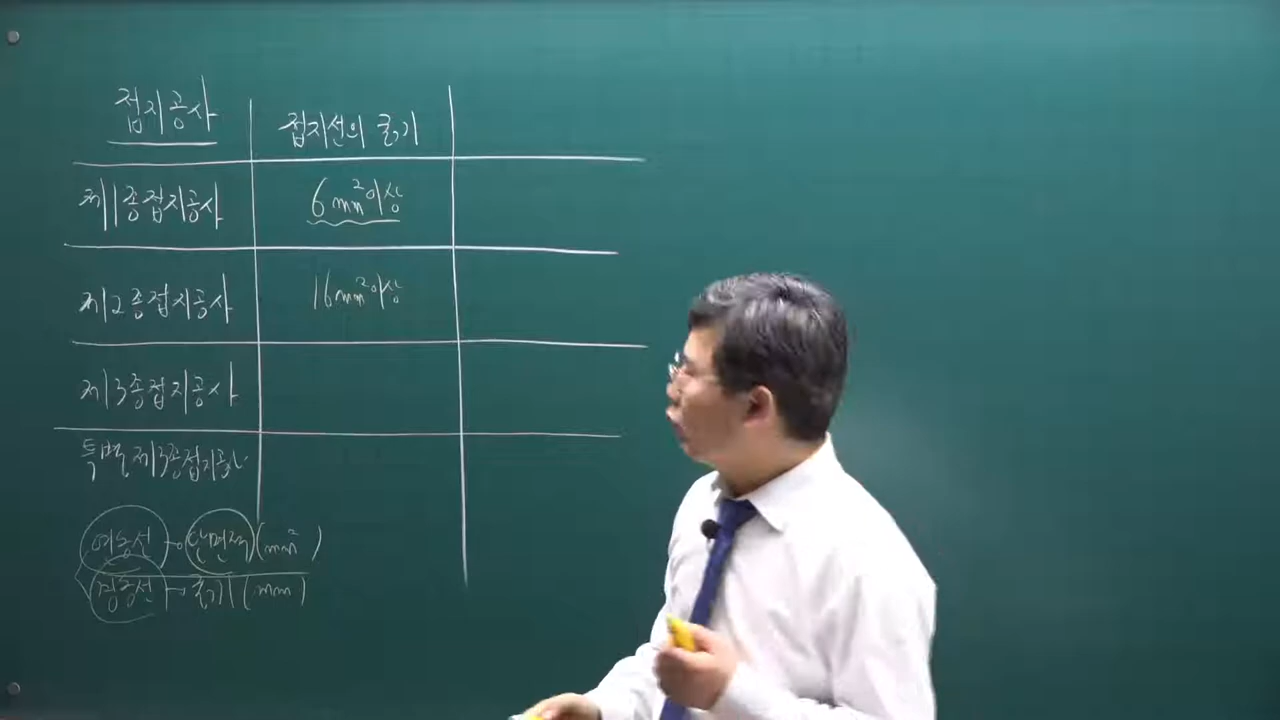 접지공사 접지선의 굵기
제1종접지공사 6mm²이상
제2종접지공사 16mm²이상
제3종접지공사
특별제3종접지공사
연동선 → 단면적(mm²)
경동선 → 굵기(mm)